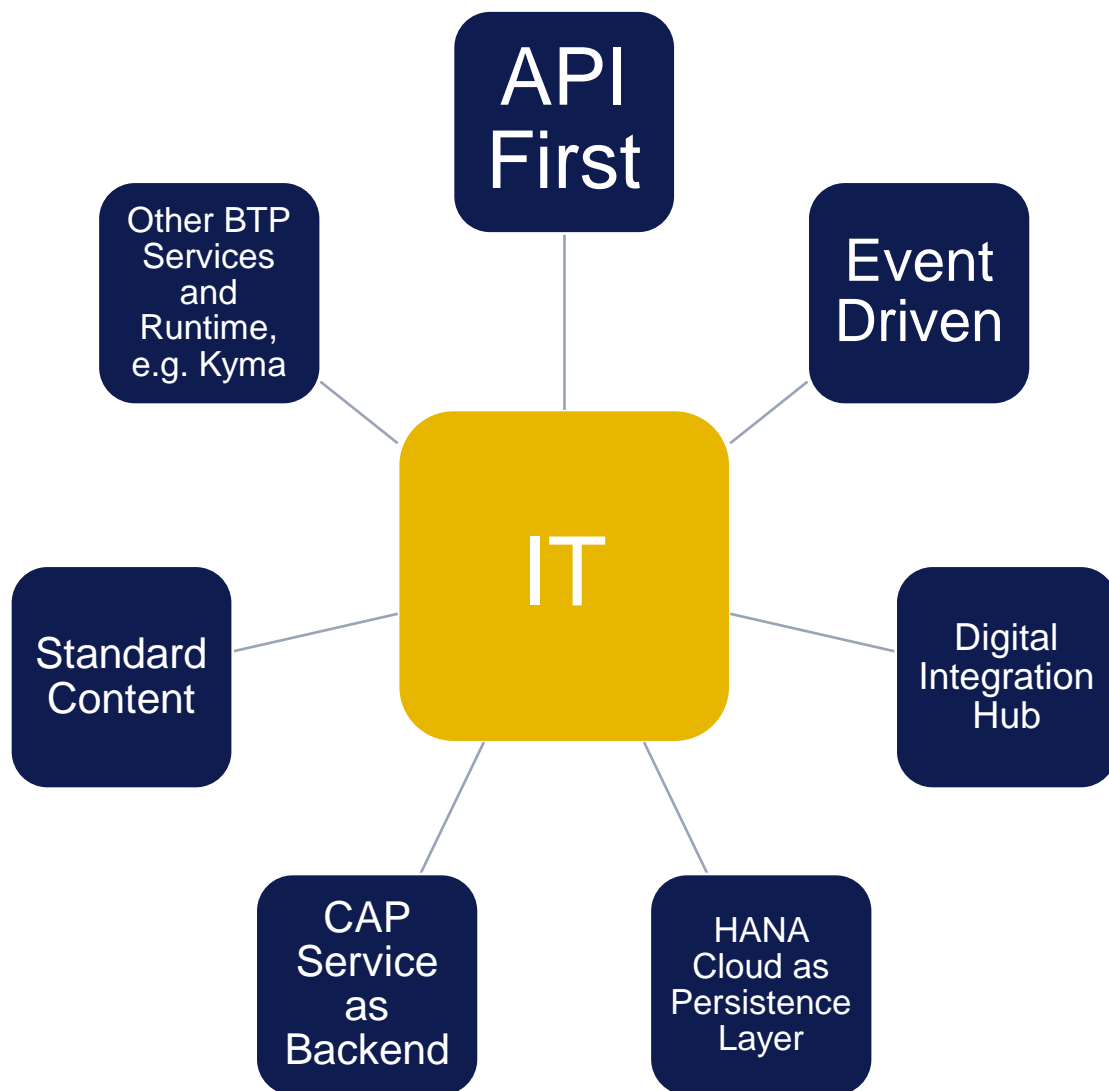 API
First
Other BTP
Services
and
Runtime,
e.g. Kyma
Event
Driven
IT
Standard
Content
Digital
Integration
Hub
CAP
Service
as
Backend
HANA
Cloud as
Persistence
Layer